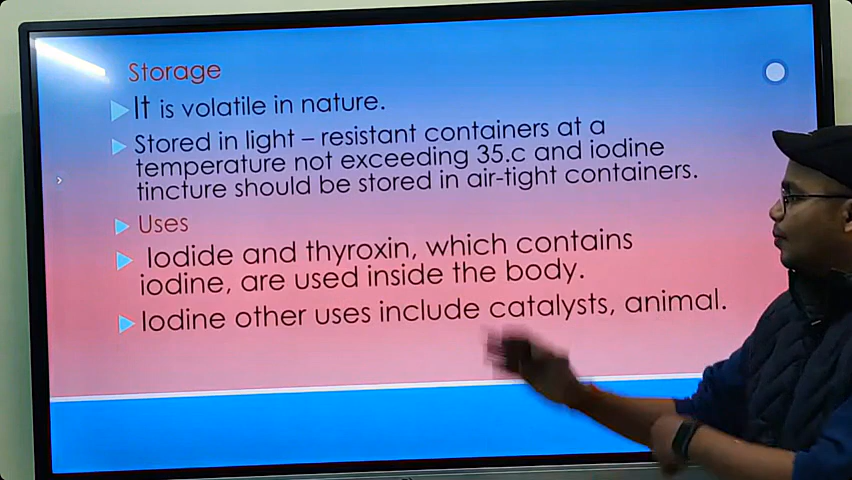 Storage
It is volatile in nature.
Stored in light – resistant containers at a
temperature not exceeding 35.c and iodine
tincture should be stored in air-tight containers.
Uses
Iodide and thyroxin, which contains
iodine, are used inside the body.
Iodine other uses include catalysts, animal.